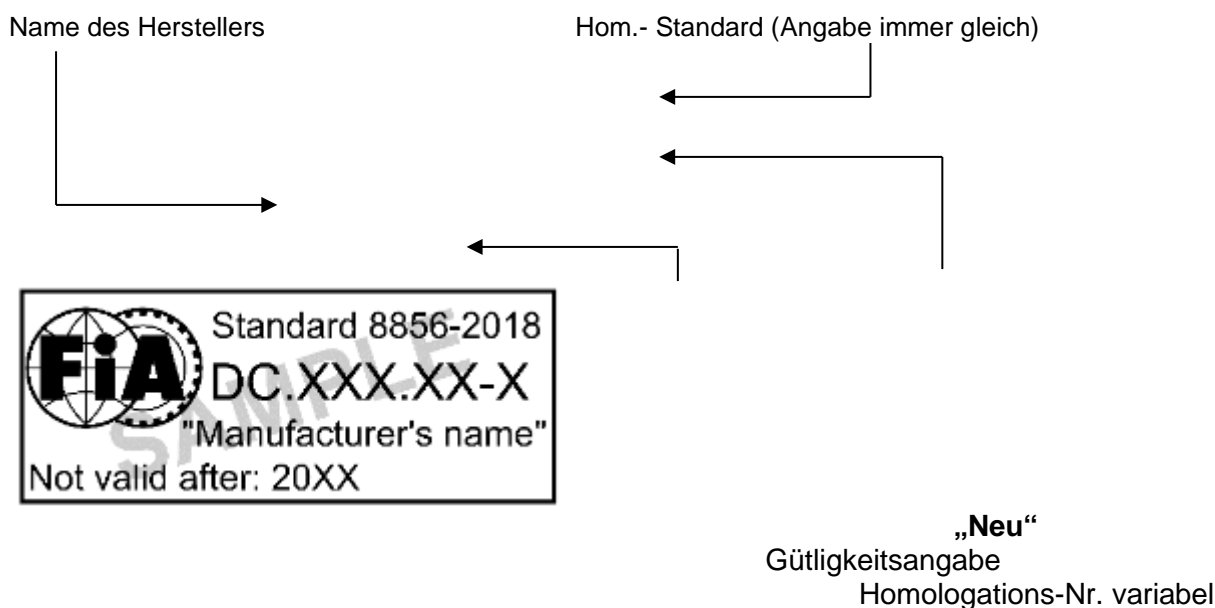 Name des Herstellers Hom.- Standard (Angabe immer gleich)
FiA
Standard 8856-2018
DC.XXX.XX-X
"Manufacturer's name"
Not valid after: 20XX
SAMPLE
„Neu“
Gütligkeitsangabe
Homologations-Nr. variabel